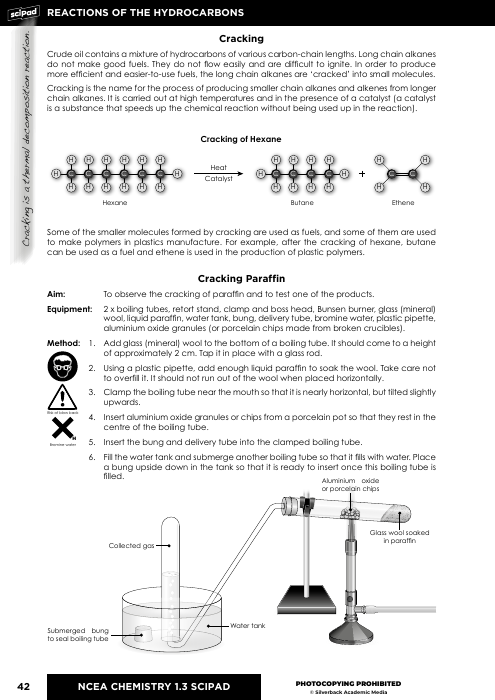 scipad
REACTIONS OF THE HYDROCARBONS
Cracking is a thermal decomposition reaction.
Cracking
Crude oil contains a mixture of hydrocarbons of various carbon-chain lengths. Long chain alkanes
do not make good fuels. They do not flow easily and are difficult to ignite. In order to produce
more efficient and easier-to-use fuels, the long chain alkanes are 'cracked' into small molecules.
Cracking is the name for the process of producing smaller chain alkanes and alkenes from longer
chain alkanes. It is carried out at high temperatures and in the presence of a catalyst (a catalyst
is a substance that speeds up the chemical reaction without being used up in the reaction).
Cracking of Hexane
H H H H H H H H H H H H
H C C C C C C H Heat H C C C C H + C C
Catalyst
H H H H H H H H H H H H
Hexane Butane Ethene
Some of the smaller molecules formed by cracking are used as fuels, and some of them are used
to make polymers in plastics manufacture. For example, after the cracking of hexane, butane
can be used as a fuel and ethene is used in the production of plastic polymers.
Cracking Paraffin
Aim: To observe the cracking of paraffin and to test one of the products.
Equipment: 2 x boiling tubes, retort stand, clamp and boss head, Bunsen burner, glass (mineral)
wool, liquid paraffin, water tank, bung, delivery tube, bromine water, plastic pipette,
aluminium oxide granules (or porcelain chips made from broken crucibles).
Method: 1. Add glass (mineral) wool to the bottom of a boiling tube. It should come to a height
of approximately 2 cm. Tap it in place with a glass rod.
2. Using a plastic pipette, add enough liquid paraffin to soak the wool. Take care not
to overfill it. It should not run out of the wool when placed horizontally.
3. Clamp the boiling tube near the mouth so that it is nearly horizontal, but tilted slightly
upwards.
4. Insert aluminium oxide granules or chips from a porcelain pot so that they rest in the
centre of the boiling tube.
5. Insert the bung and delivery tube into the clamped boiling tube.
6. Fill the water tank and submerge another boiling tube so that it fills with water. Place
a bung upside down in the tank so that it is ready to insert once this boiling tube is
filled.
Bromine water
Aluminium oxide
or porcelain chips
Glass wool soaked
in paraffin
Collected gas
Water tank
Submerged bung
to seal boiling tube
42
NCEA CHEMISTRY 1.3 SCIPAD
PHOTOCOPYING PROHIBITED
© Silverback Academic Media